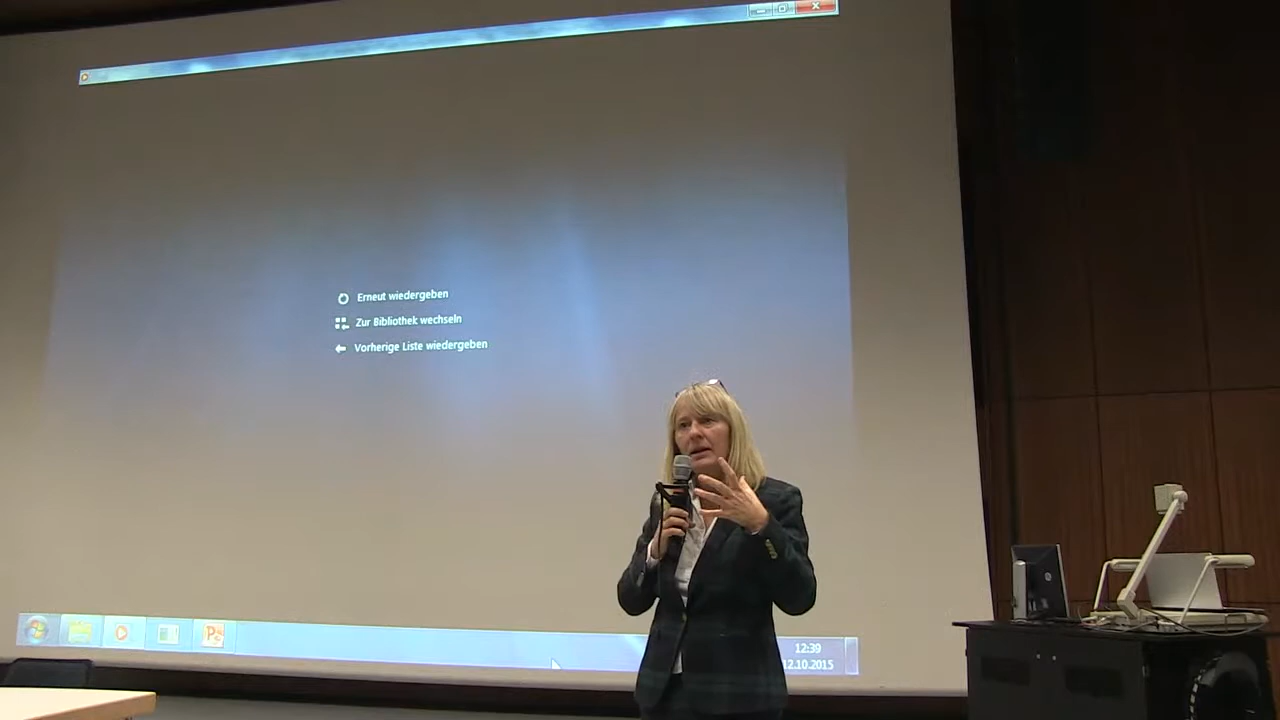 Erneut wiedergeben
Zur Bibliothek wechseln
Vorherige Liste wiedergeben
12:39
12.10.2015